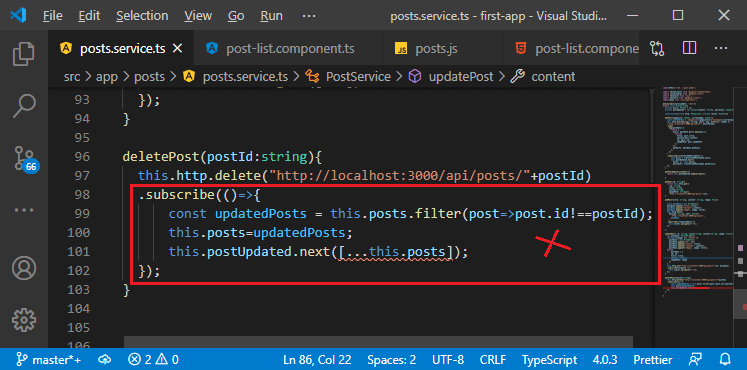 File Edit Selection View Go Run ··· posts.service.ts - first-app - Visual Studi...
posts.service.ts post-list.component.ts posts.js post-list.compone
src > app > posts > posts.service.ts > PostService > updatePost > content
93 });
94 }
95
96 deletePost(postId:string){
97 this.http.delete("http://localhost:3000/api/posts/"+postId)
98 .subscribe(()=>{
99 const updatedPosts = this.posts.filter(post=>post.id!==postId);
100 this.posts=updatedPosts;
101 this.postUpdated.next([...this.posts]);
102 });
103 }
104
105
106
66
master*+ 2 0 Ln 86, Col 22 Spaces: 2 UTF-8 CRLF TypeScript 4.0.3 Prettier